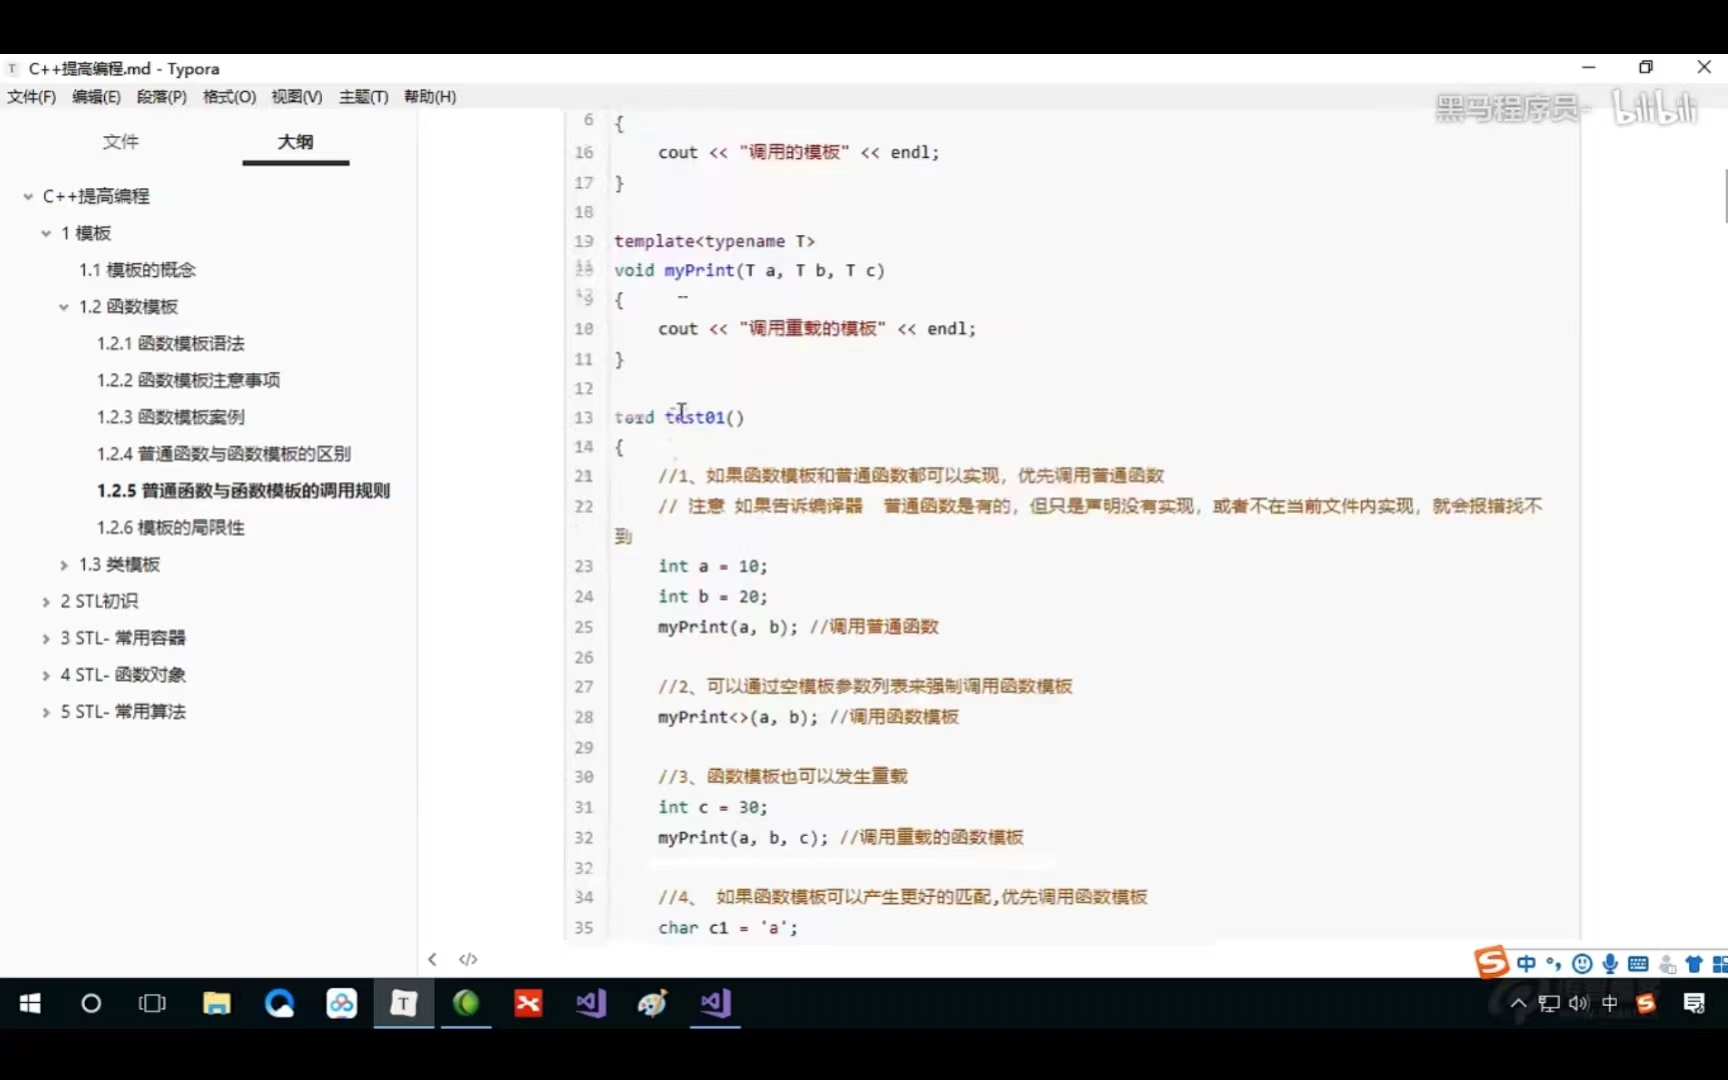 C++提高编程.md - Typora
文件(F) 编辑(E) 段落(P) 格式(O) 视图(V) 主题(T) 帮助(H)
黑马程序员- bilibili
文件 大纲
C++提高编程
1 模板
1.1 模板的概念
1.2 函数模板
1.2.1 函数模板语法
1.2.2 函数模板注意事项
1.2.3 函数模板案例
1.2.4 普通函数与函数模板的区别
1.2.5 普通函数与函数模板的调用规则
1.2.6 模板的局限性
1.3 类模板
2 STL初识
3 STL- 常用容器
4 STL- 函数对象
5 STL- 常用算法
6 {
16 cout << "调用的模板" << endl;
17 }
18
19 template<typename T>
void myPrint(T a, T b, T c)
9 {
10 cout << "调用重载的模板" << endl;
11 }
12
13 test01()
14 {
21 //1、如果函数模板和普通函数都可以实现，优先调用普通函数
22 // 注意 如果告诉编译器 普通函数是有的，但只是声明没有实现，或者不在当前文件内实现，就会报错找不
到
23 int a = 10;
24 int b = 20;
25 myPrint(a, b); //调用普通函数
26
27 //2、可以通过空模板参数列表来强制调用函数模板
28 myPrint<>(a, b); //调用函数模板
29
30 //3、函数模板也可以发生重载
31 int c = 30;
32 myPrint(a, b, c); //调用重载的函数模板
32
34 //4、 如果函数模板可以产生更好的匹配,优先调用函数模板
35 char c1 = 'a';
中
中